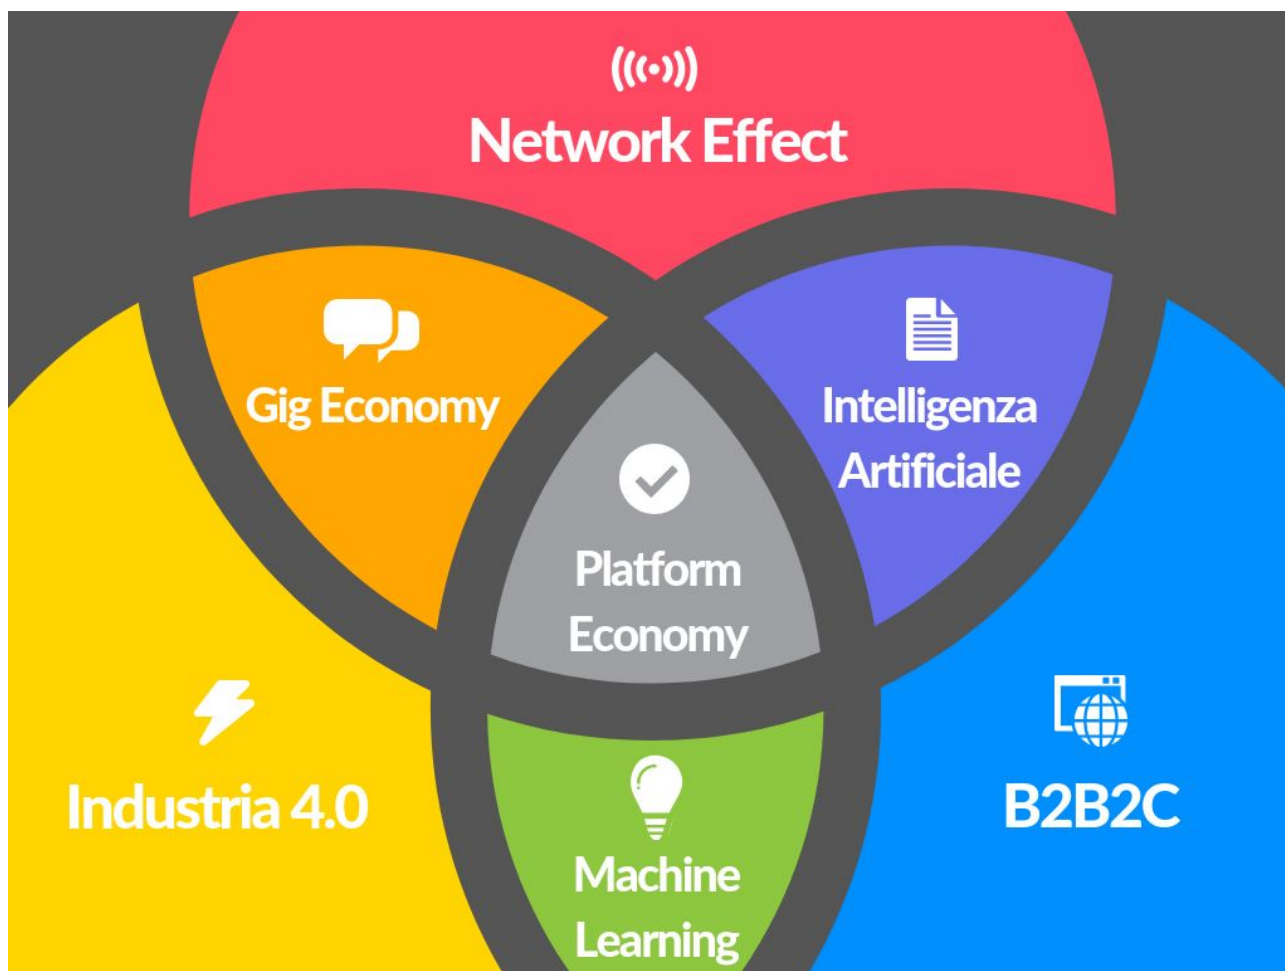 Network Effect
Gig Economy
Intelligenza
Artificiale
Platform
Economy
Industria 4.0
B2B2C
Machine
Learning